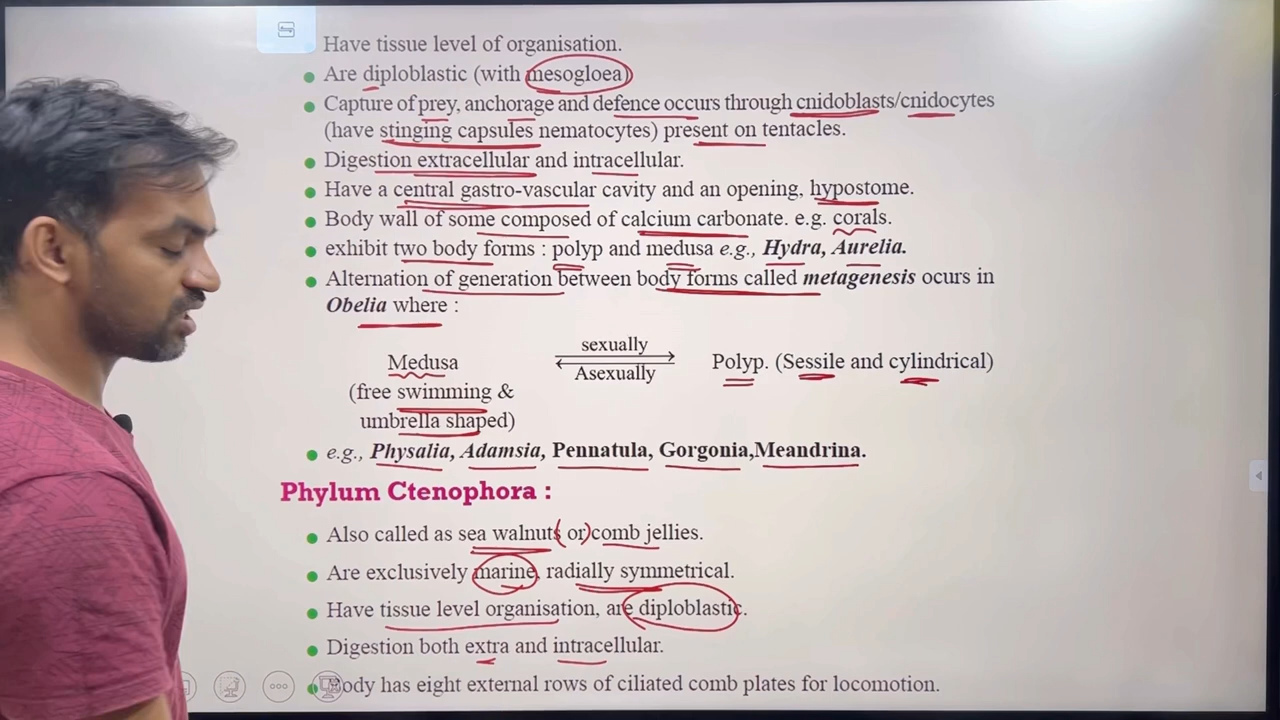 Have tissue level of organisation.
Are diploblastic (with mesogloea)
Capture of prey, anchorage and defence occurs through cnidoblasts/cnidocytes
(have stinging capsules nematocytes) present on tentacles.
Digestion extracellular and intracellular.
Have a central gastro-vascular cavity and an opening, hypostome.
Body wall of some composed of calcium carbonate. e.g. corals.
exhibit two body forms : polyp and medusa e.g., Hydra, Aurelia.
Alternation of generation between body forms called metagenesis ocurs in
Obelia where :
Medusa sexually Asexually Polyp. (Sessile and cylindrical)
(free swimming &
umbrella shaped)
e.g., Physalia, Adamsia, Pennatula, Gorgonia,Meandrina.
Phylum Ctenophora :
Also called as sea walnuts (or) comb jellies.
Are exclusively marine, radially symmetrical.
Have tissue level organisation, are diploblastic.
Digestion both extra and intracellular.
Body has eight external rows of ciliated comb plates for locomotion.